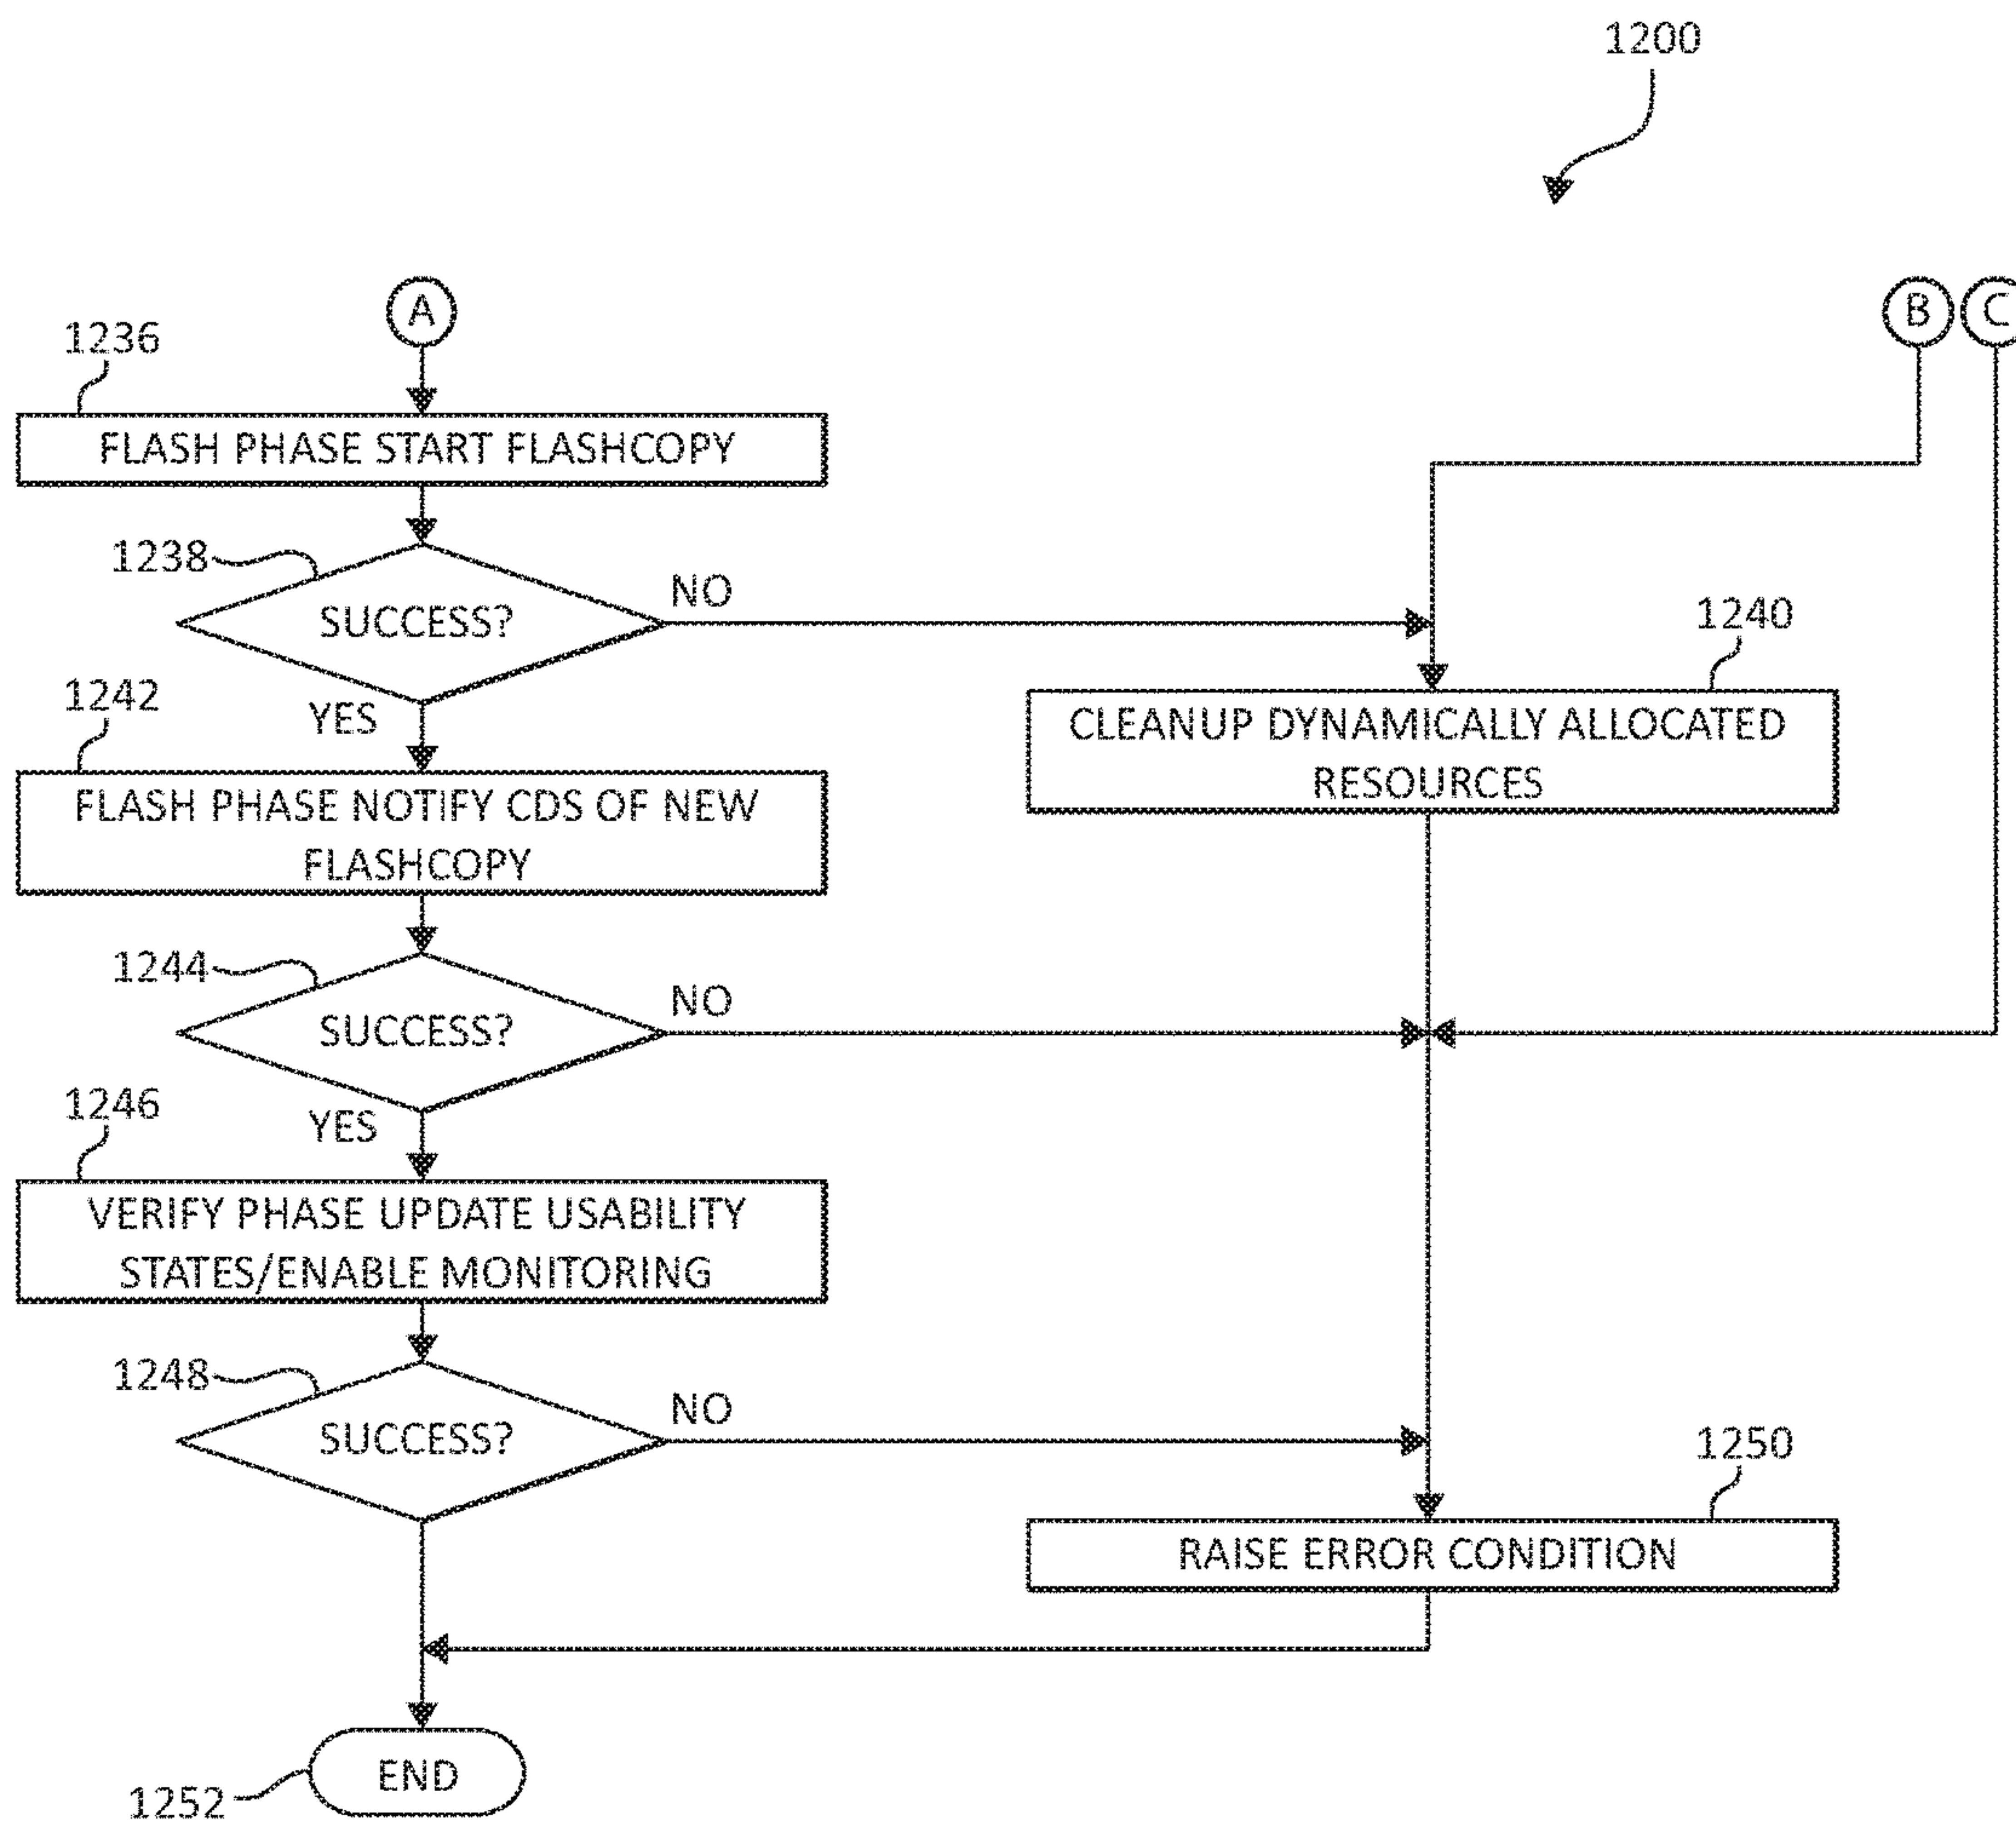 1200
A
B
C
1236
FLASH PHASE START FLASHCOPY
1238
SUCCESS?
NO
1240
CLEANUP DYNAMICALLY ALLOCATED
RESOURCES
YES
1242
FLASH PHASE NOTIFY CDS OF NEW
FLASHCOPY
1244
SUCCESS?
NO
YES
1246
VERIFY PHASE UPDATE USABILITY
STATES/ENABLE MONITORING
1248
SUCCESS?
NO
1250
RAISE ERROR CONDITION
END
1252